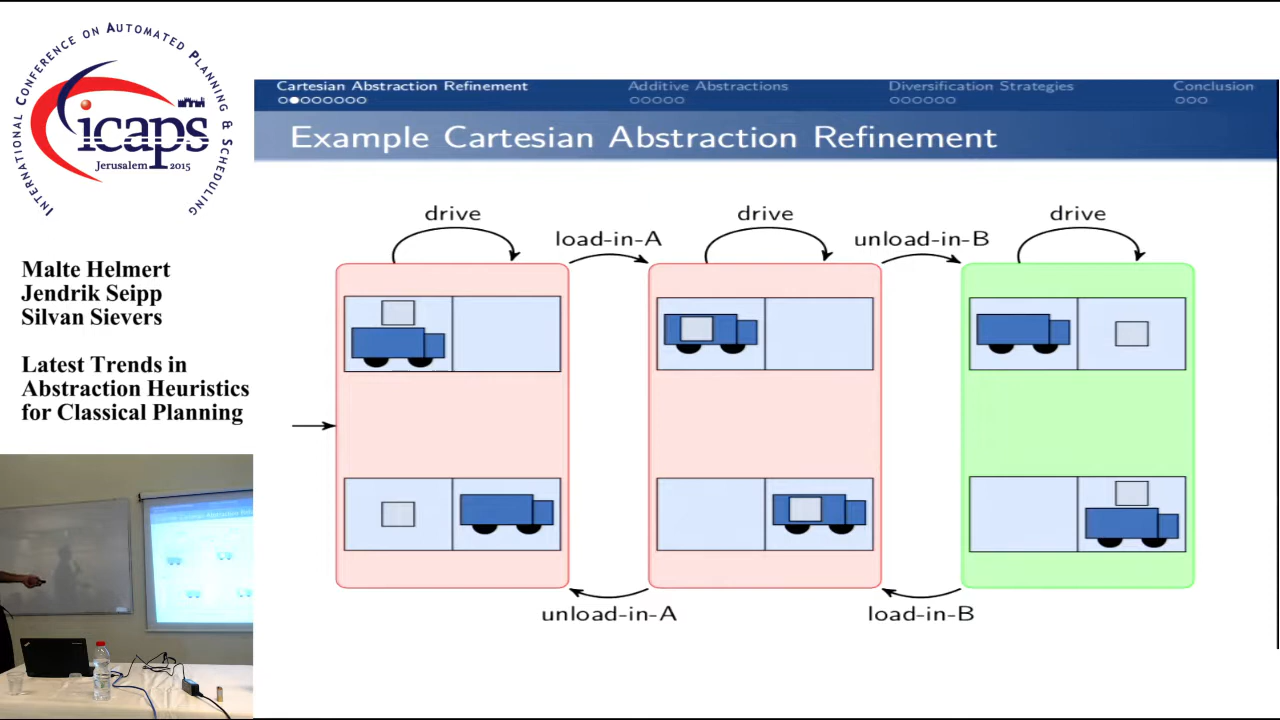 INTERNATIONAL CONFERENCE ON AUTOMATED PLANNING & SCHEDULING
icaps
Jerusalem 2015
Malte Helmert
Jendrik Seipp
Silvan Sievers
Latest Trends in
Abstraction Heuristics
for Classical Planning
Cartesian Abstraction Refinement
Additive Abstractions
Diversification Strategies
Conclusion
Example Cartesian Abstraction Refinement
drive
load-in-A
drive
unload-in-B
drive
unload-in-A
load-in-B